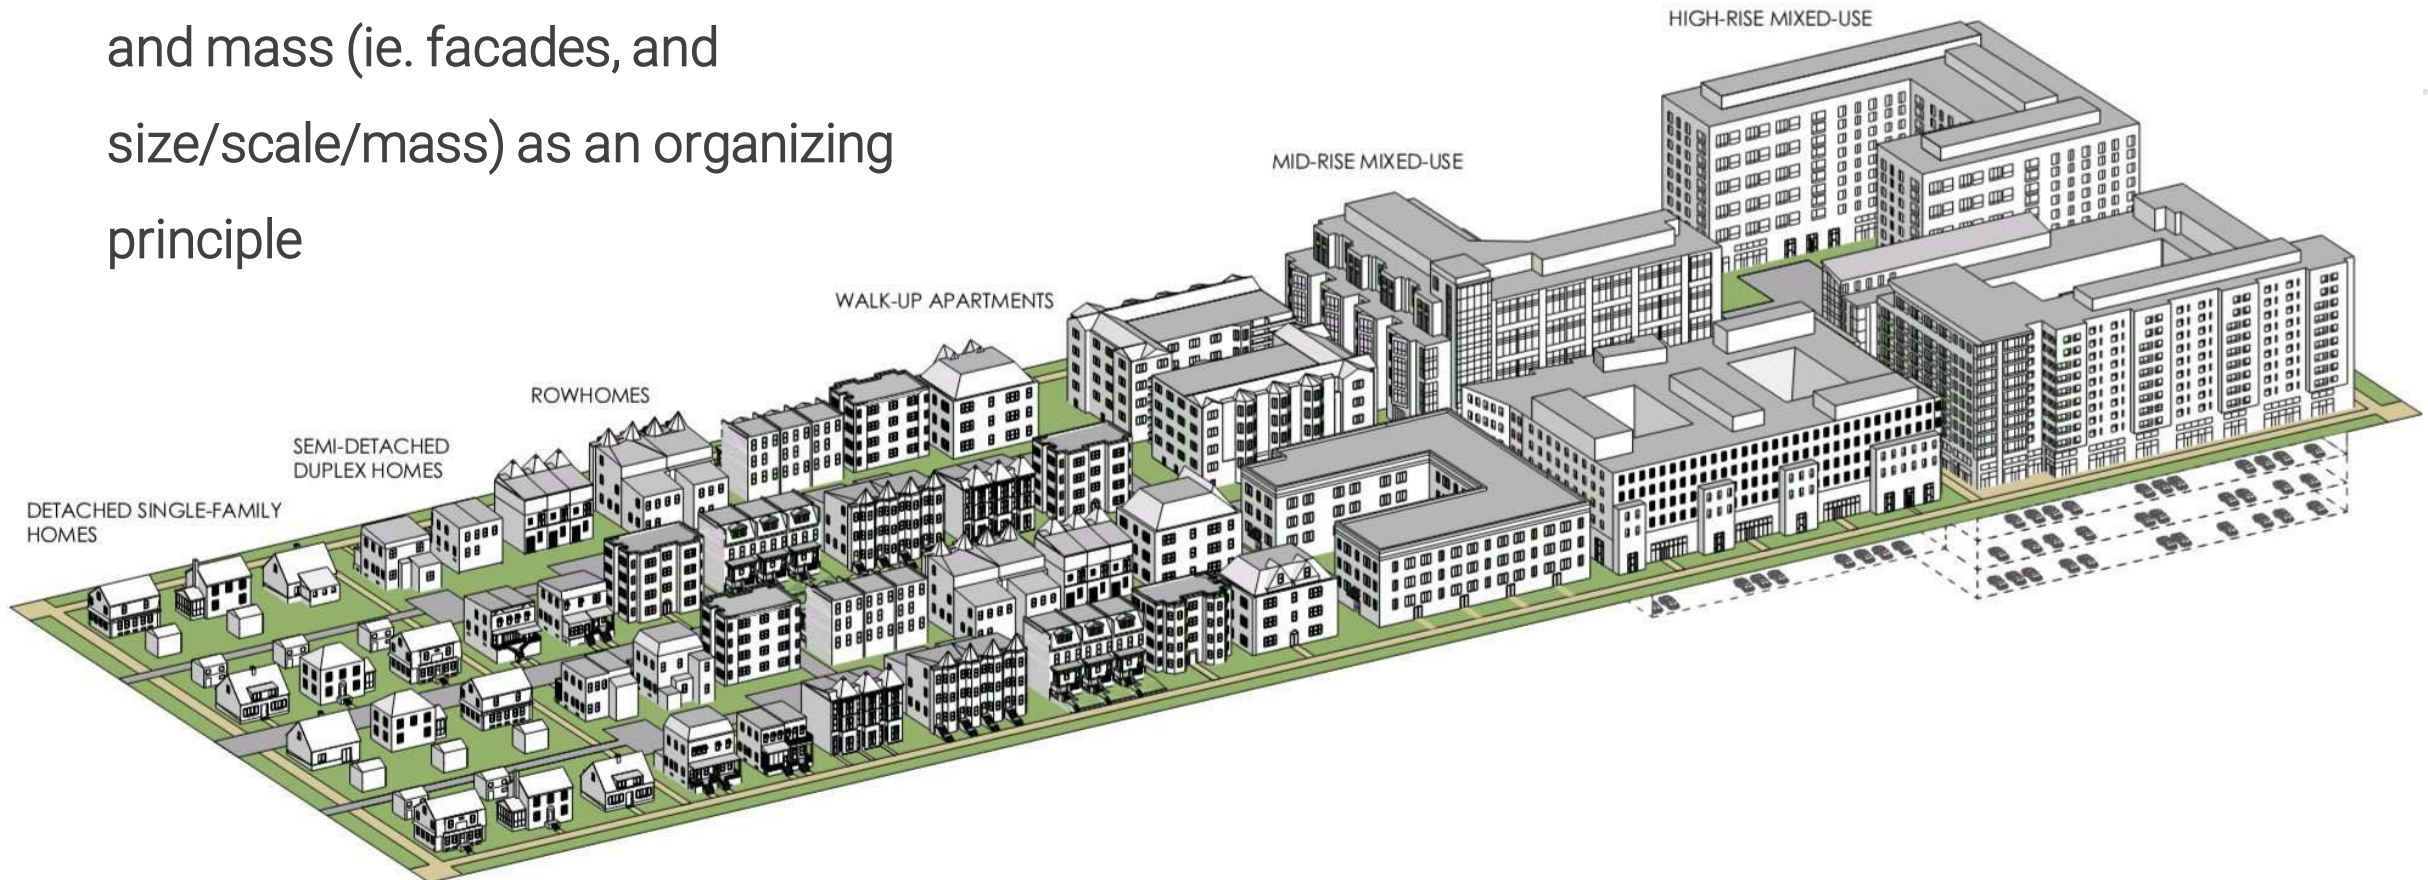 and mass (ie. facades, and
size/scale/mass) as an organizing
principle
HIGH-RISE MIXED-USE
MID-RISE MIXED-USE
WALK-UP APARTMENTS
ROWHOMES
SEMI-DETACHED
DUPLEX HOMES
DETACHED SINGLE-FAMILY
HOMES